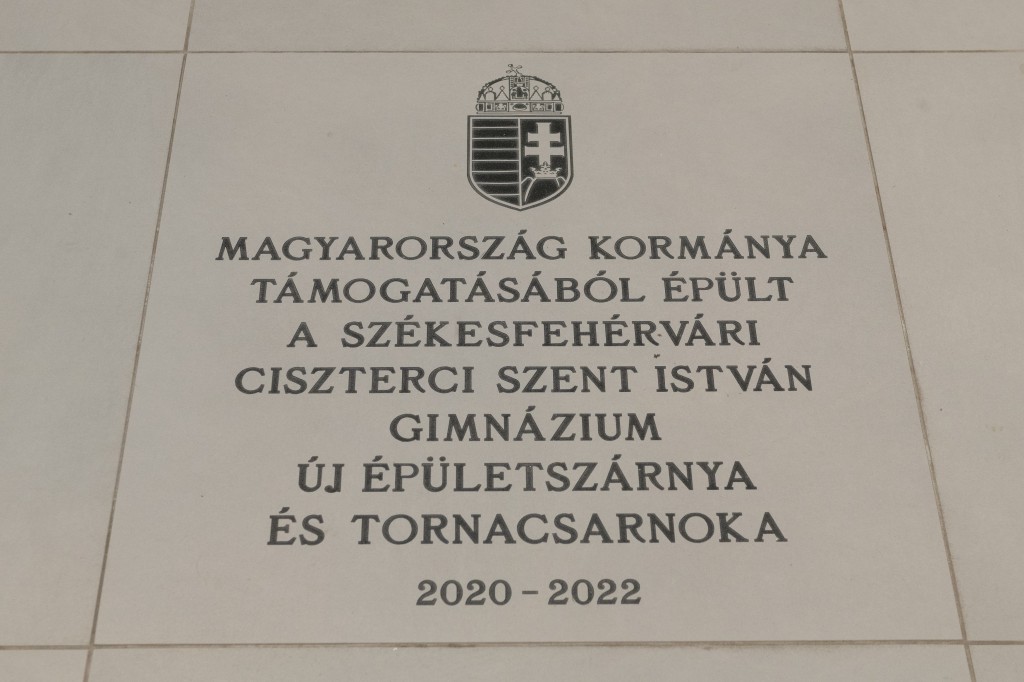 MAGYARORSZÁG KORMÁNYA
TÁMOGATÁSÁBÓL ÉPÜLT
A SZÉKESFEHÉRVÁRI
CISZTERCI SZENT ISTVÁN
GIMNÁZIUM
ÚJ ÉPÜLETSZÁRNYA
ÉS TORNACSARNOKA
2020 – 2022